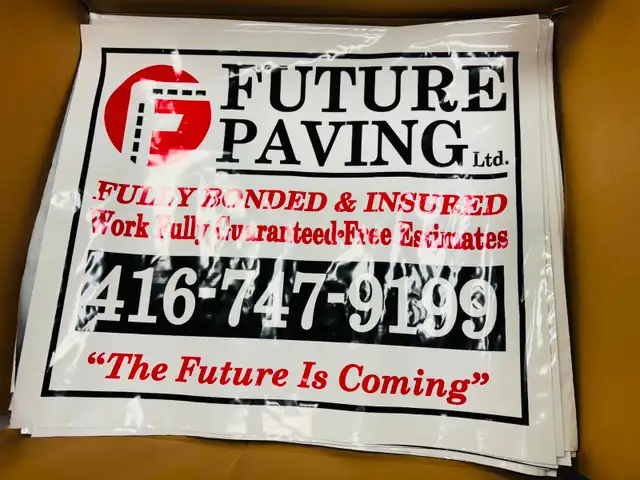 F
FUTURE
PAVING Ltd.
FULLY BONDED & INSURED
Work Fully Guaranteed•Free Estimates
416-747-9199
“The Future Is Coming”